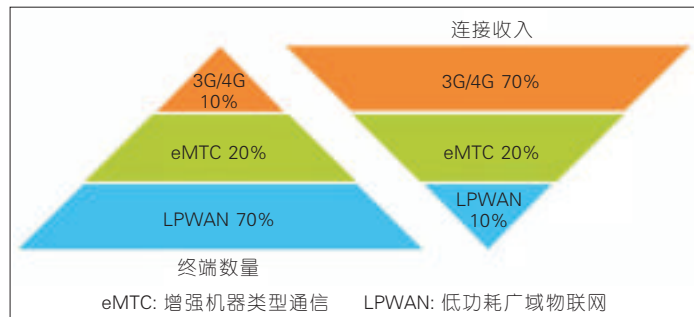 连接收入
3G/4G
10%
eMTC 20%
LPWAN 70%
终端数量
3G/4G 70%
eMTC 20%
LPWAN
10%
eMTC: 增强机器类型通信 LPWAN: 低功耗广域物联网